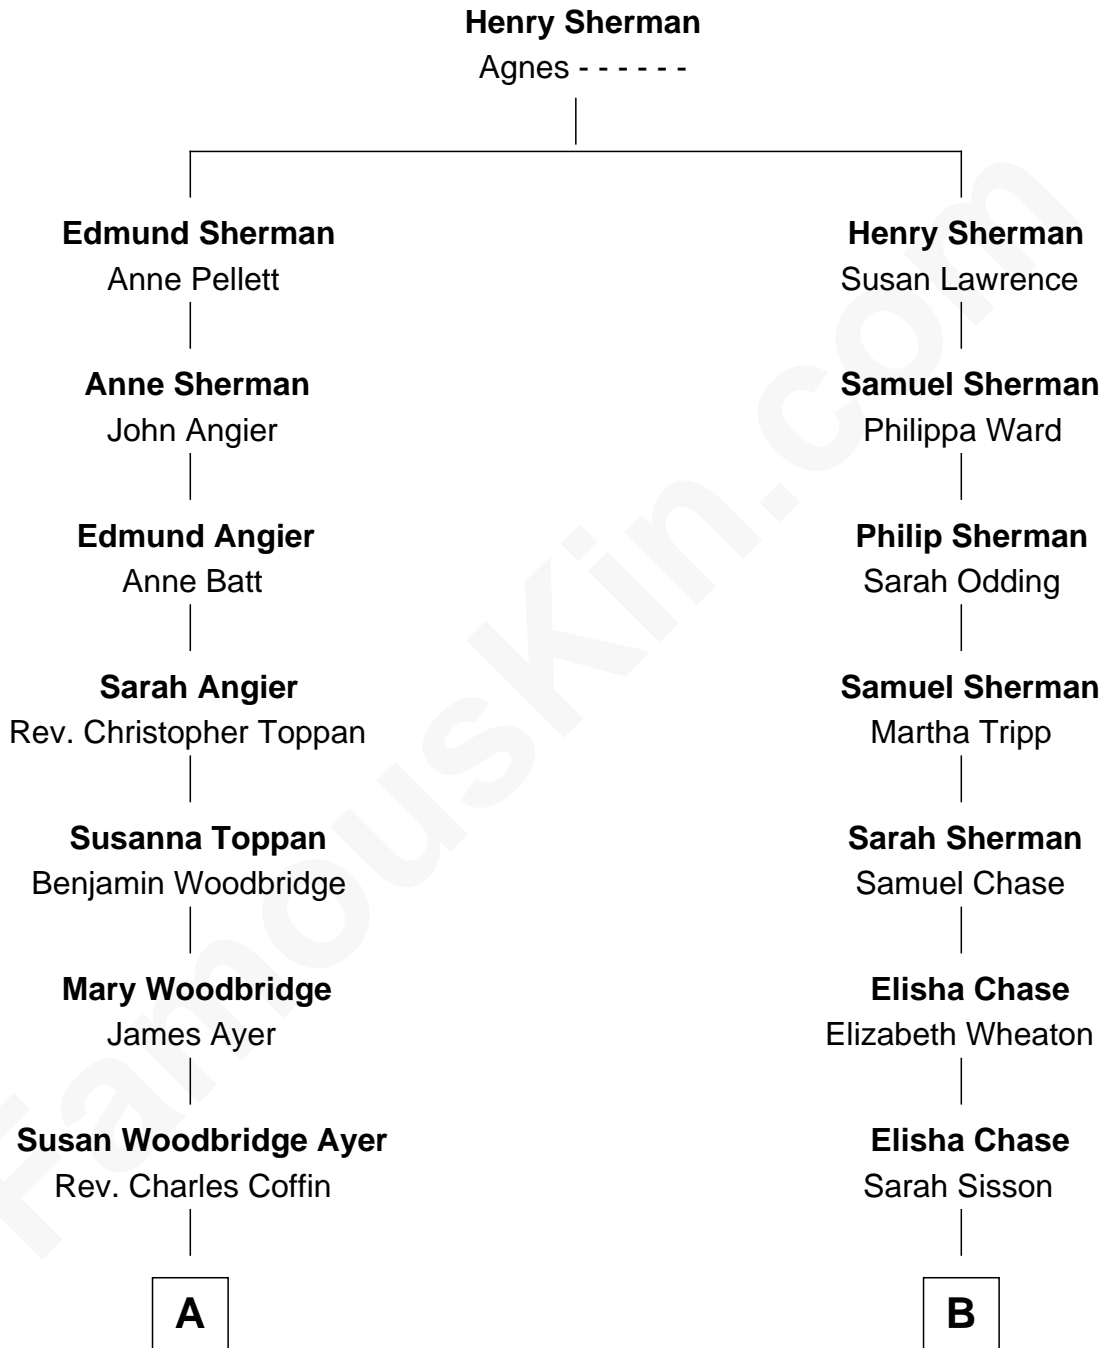 Henry Sherman
Agnes - - - - - -
Edmund Sherman
Anne Pellett
Henry Sherman
Susan Lawrence
Anne Sherman
John Angier
Samuel Sherman
Philippa Ward
Edmund Angier
Anne Batt
Philip Sherman
Sarah Odding
Sarah Angier
Rev. Christopher Toppan
Samuel Sherman
Martha Tripp
Susanna Toppan
Benjamin Woodbridge
Sarah Sherman
Samuel Chase
Mary Woodbridge
James Ayer
Elisha Chase
Elizabeth Wheaton
Susan Woodbridge Ayer
Rev. Charles Coffin
Elisha Chase
Sarah Sisson
A
B
FamousKin.com